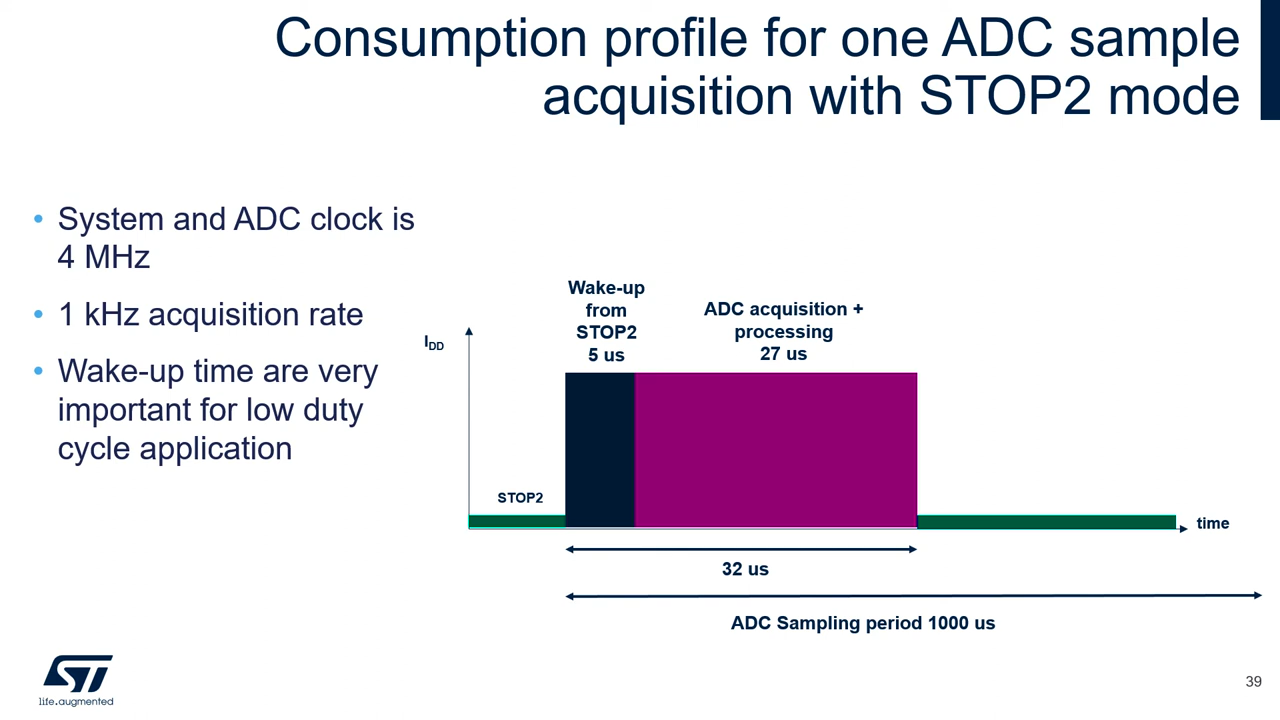 Consumption profile for one ADC sample
acquisition with STOP2 mode
• System and ADC clock is
4 MHz
• 1 kHz acquisition rate
• Wake-up time are very
important for low duty
cycle application
Wake-up
from
STOP2
5 us
ADC acquisition +
processing
27 us
IDD
STOP2
time
32 us
ADC Sampling period 1000 us
ST
life.augmented
39